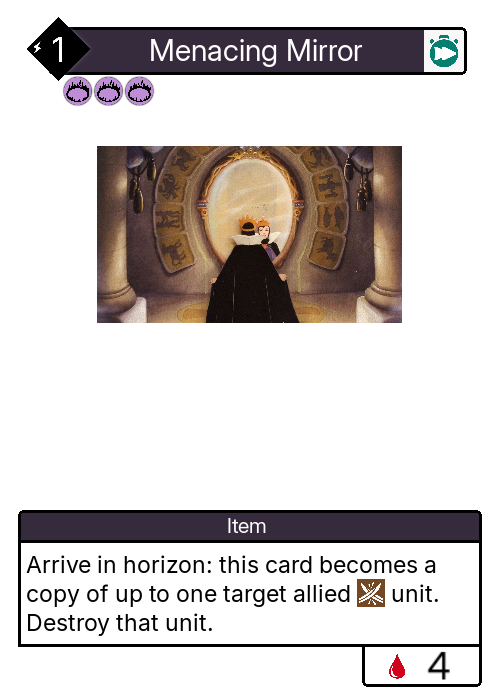 1 Menacing Mirror
Item
Arrive in horizon: this card becomes a
copy of up to one target allied unit.
Destroy that unit.
4